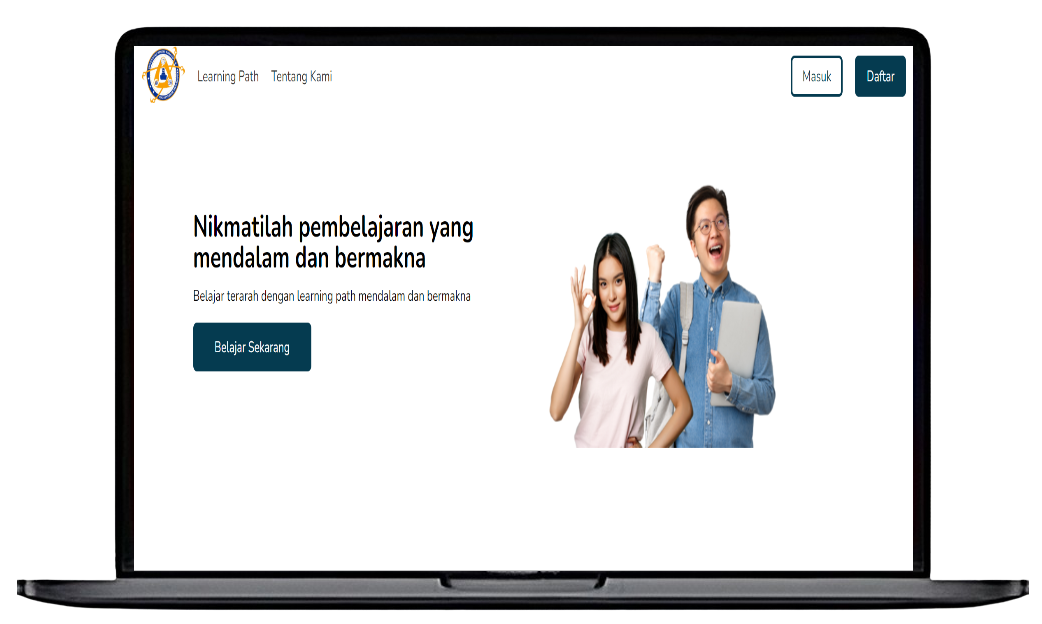 Learning Path Tentang Kami
Masuk
Daftar
Nikmatilah pembelajaran yang
mendalam dan bermakna
Belajar terarah dengan learning path mendalam dan bermakna
Belajar Sekarang